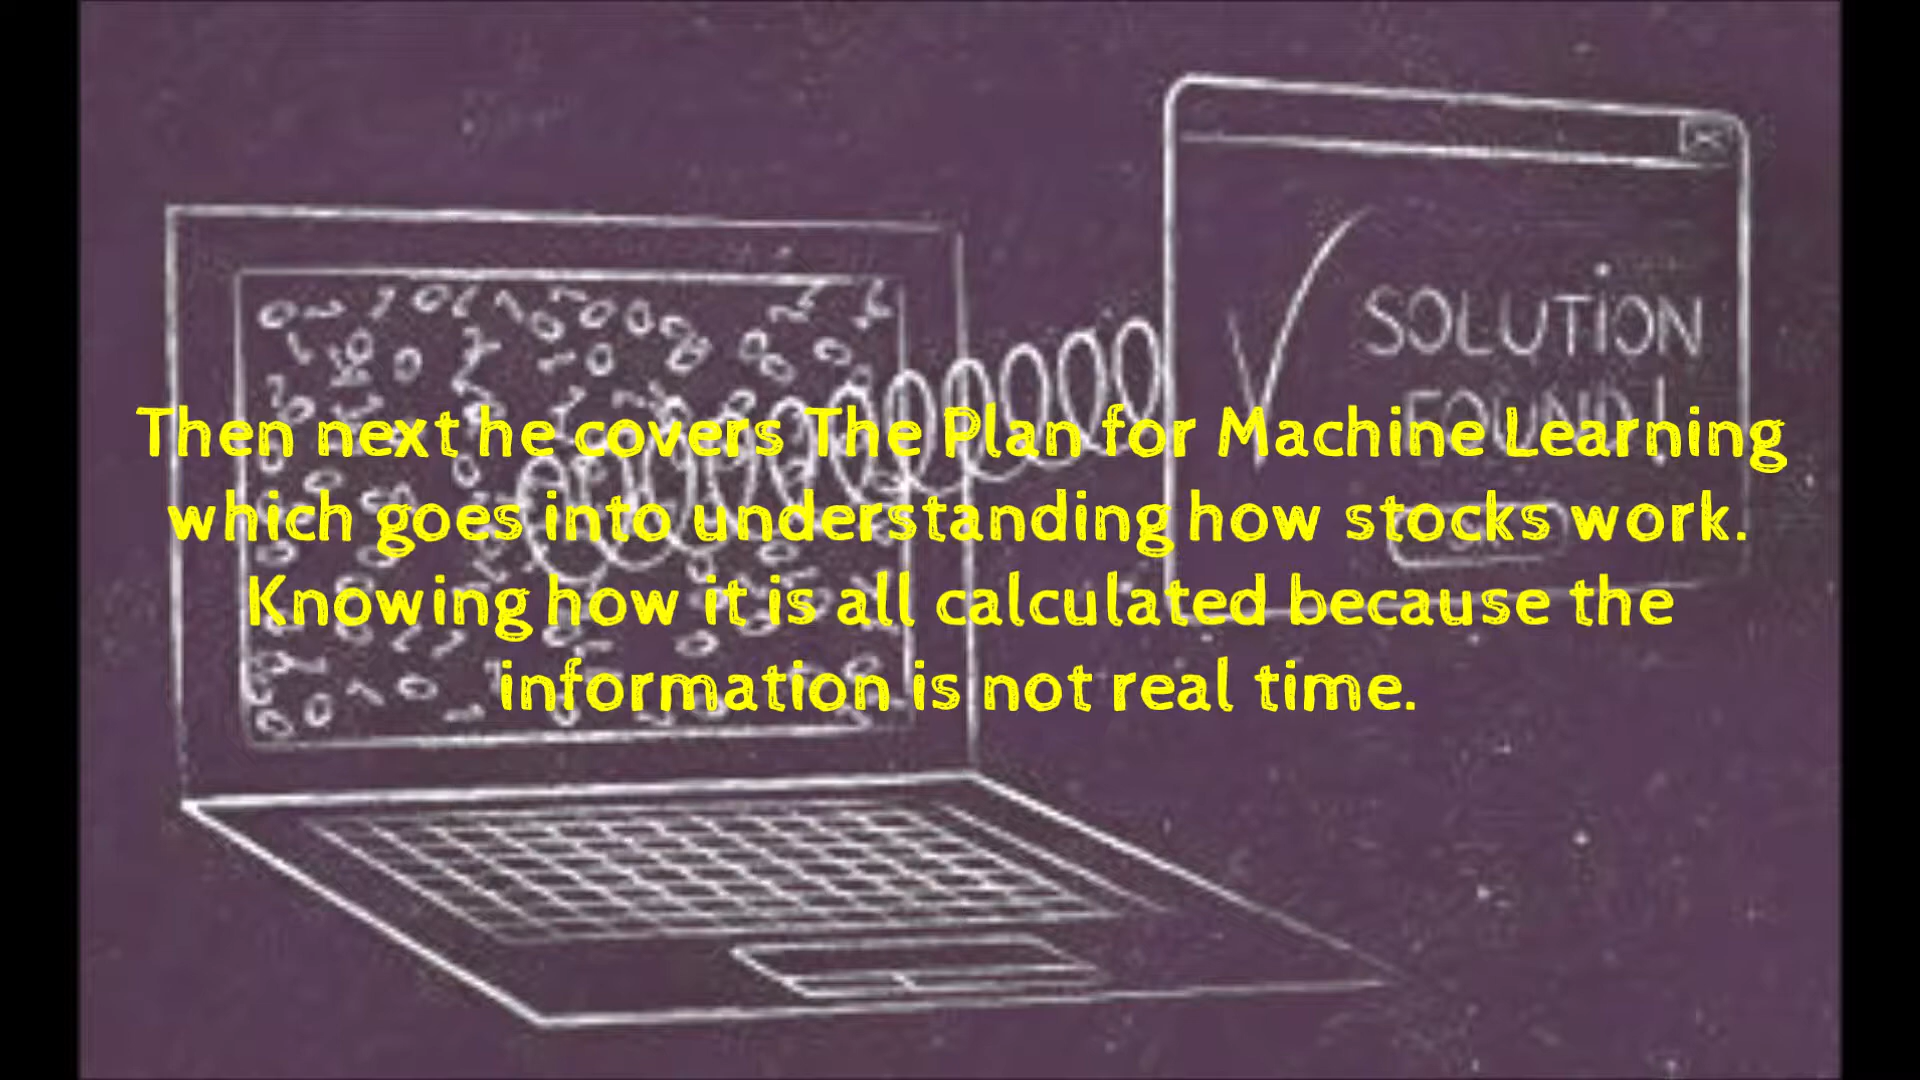 SOLUTION
FOUND!
Then next he covers The Plan for Machine Learning
which goes into understanding how stocks work.
Knowing how it is all calculated because the
information is not real time.